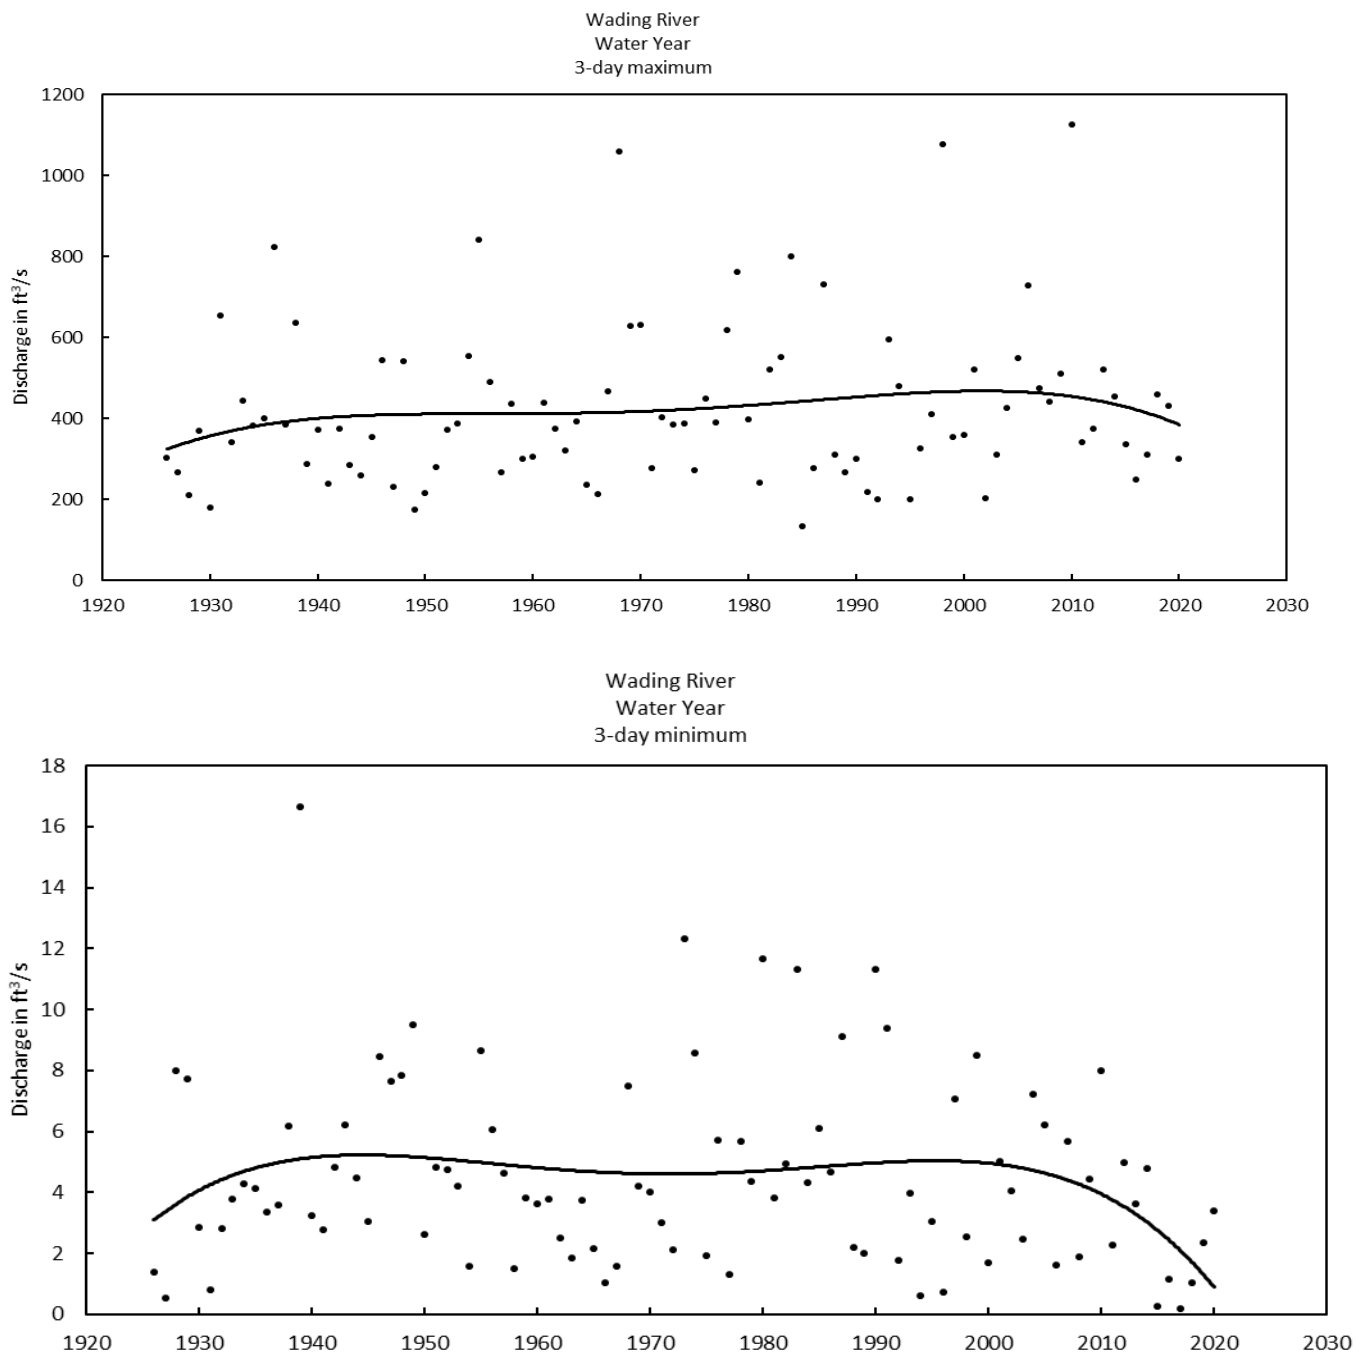 Wading River
Water Year
3-day maximum
1200
1000
800
600
400
200
0
Discharge in ft³/s
1920 1930 1940 1950 1960 1970 1980 1990 2000 2010 2020 2030
Wading River
Water Year
3-day minimum
18
16
14
12
10
8
6
4
2
0
Discharge in ft³/s
1920 1930 1940 1950 1960 1970 1980 1990 2000 2010 2020 2030